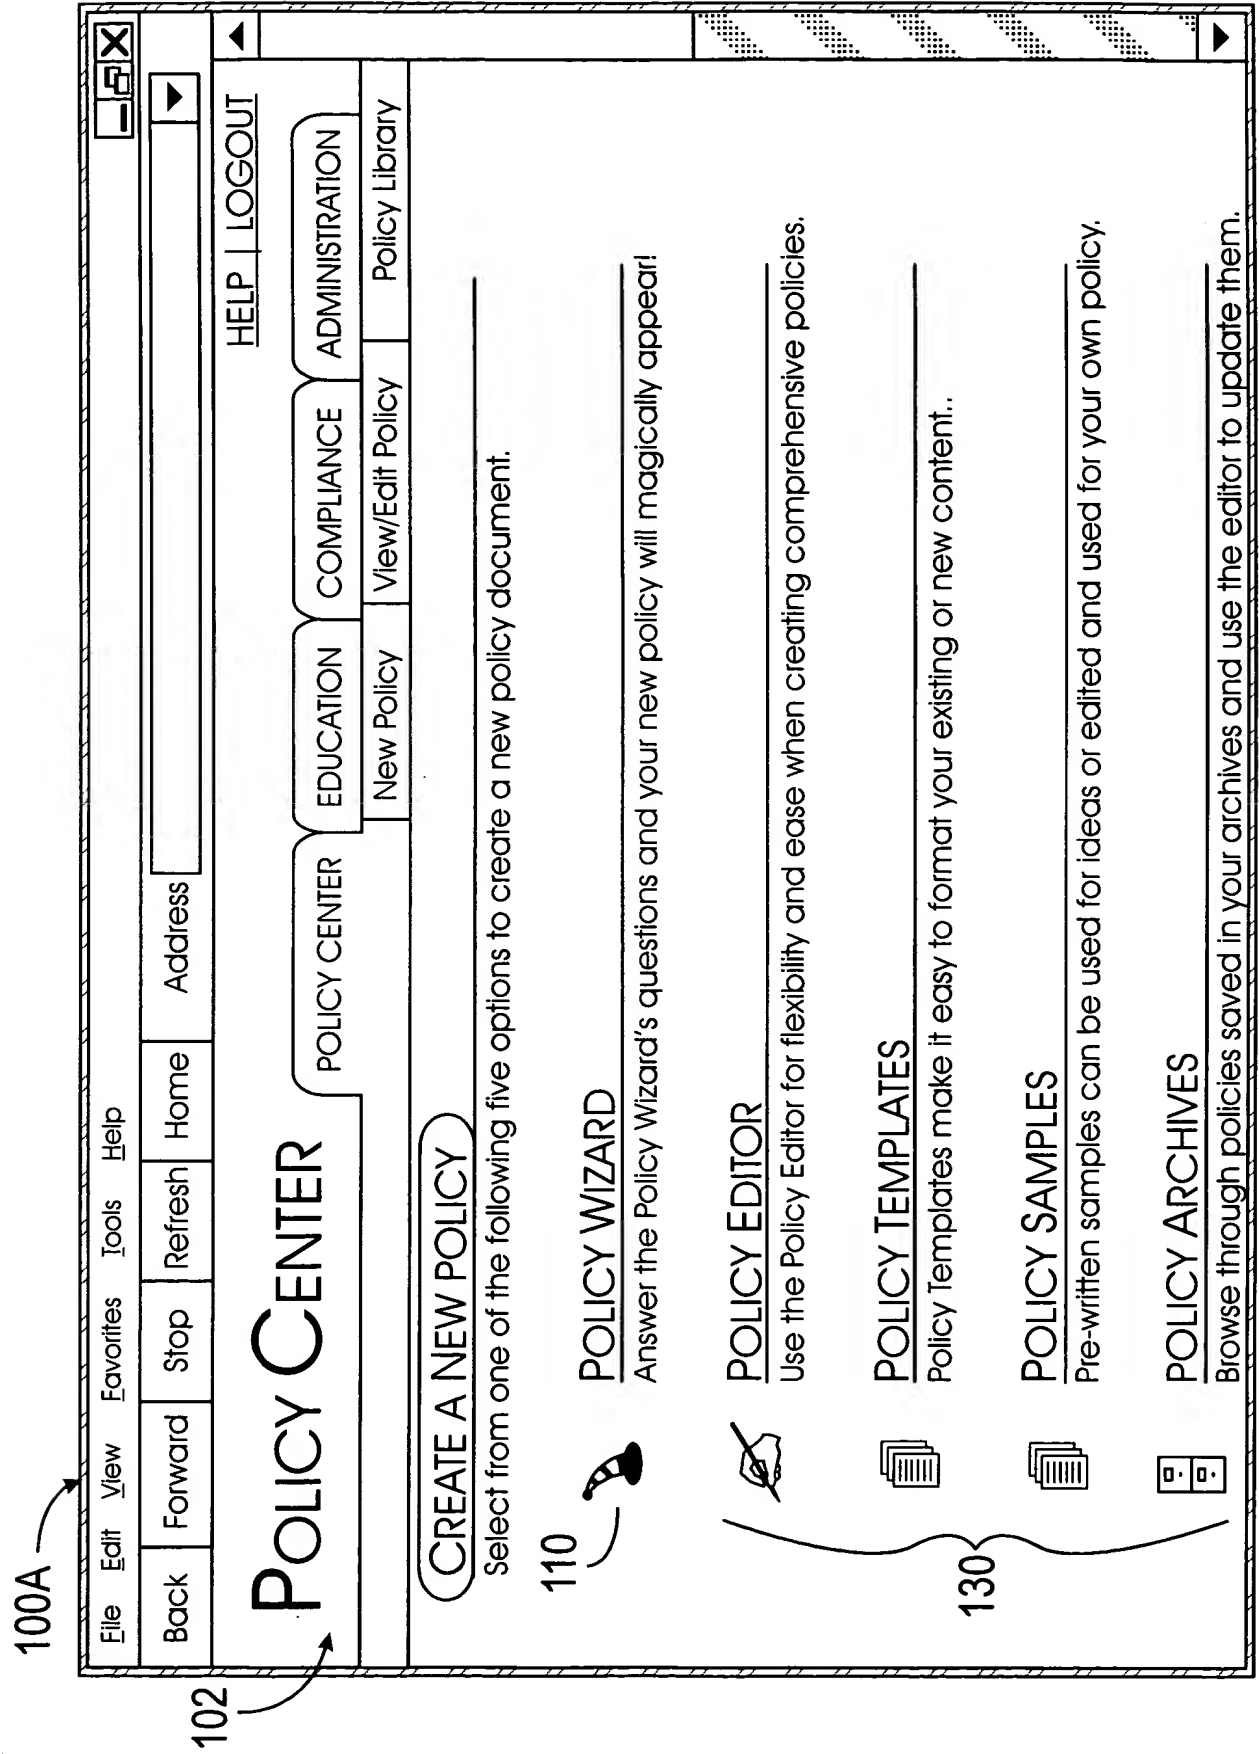 100A
File Edit View Favorites Tools Help
Back Forward Stop Refresh Home Address
102
POLICY CENTER
HELP | LOGOUT
POLICY CENTER EDUCATION COMPLIANCE ADMINISTRATION
New Policy View/Edit Policy Policy Library
CREATE A NEW POLICY
Select from one of the following five options to create a new policy document.
110
POLICY WIZARD
Answer the Policy Wizard's questions and your new policy will magically appear!
POLICY EDITOR
Use the Policy Editor for flexibility and ease when creating comprehensive policies.
130
POLICY TEMPLATES
Policy Templates make it easy to format your existing or new content..
POLICY SAMPLES
Pre-written samples can be used for ideas or edited and used for your own policy.
POLICY ARCHIVES
Browse through policies saved in your archives and use the editor to update them.